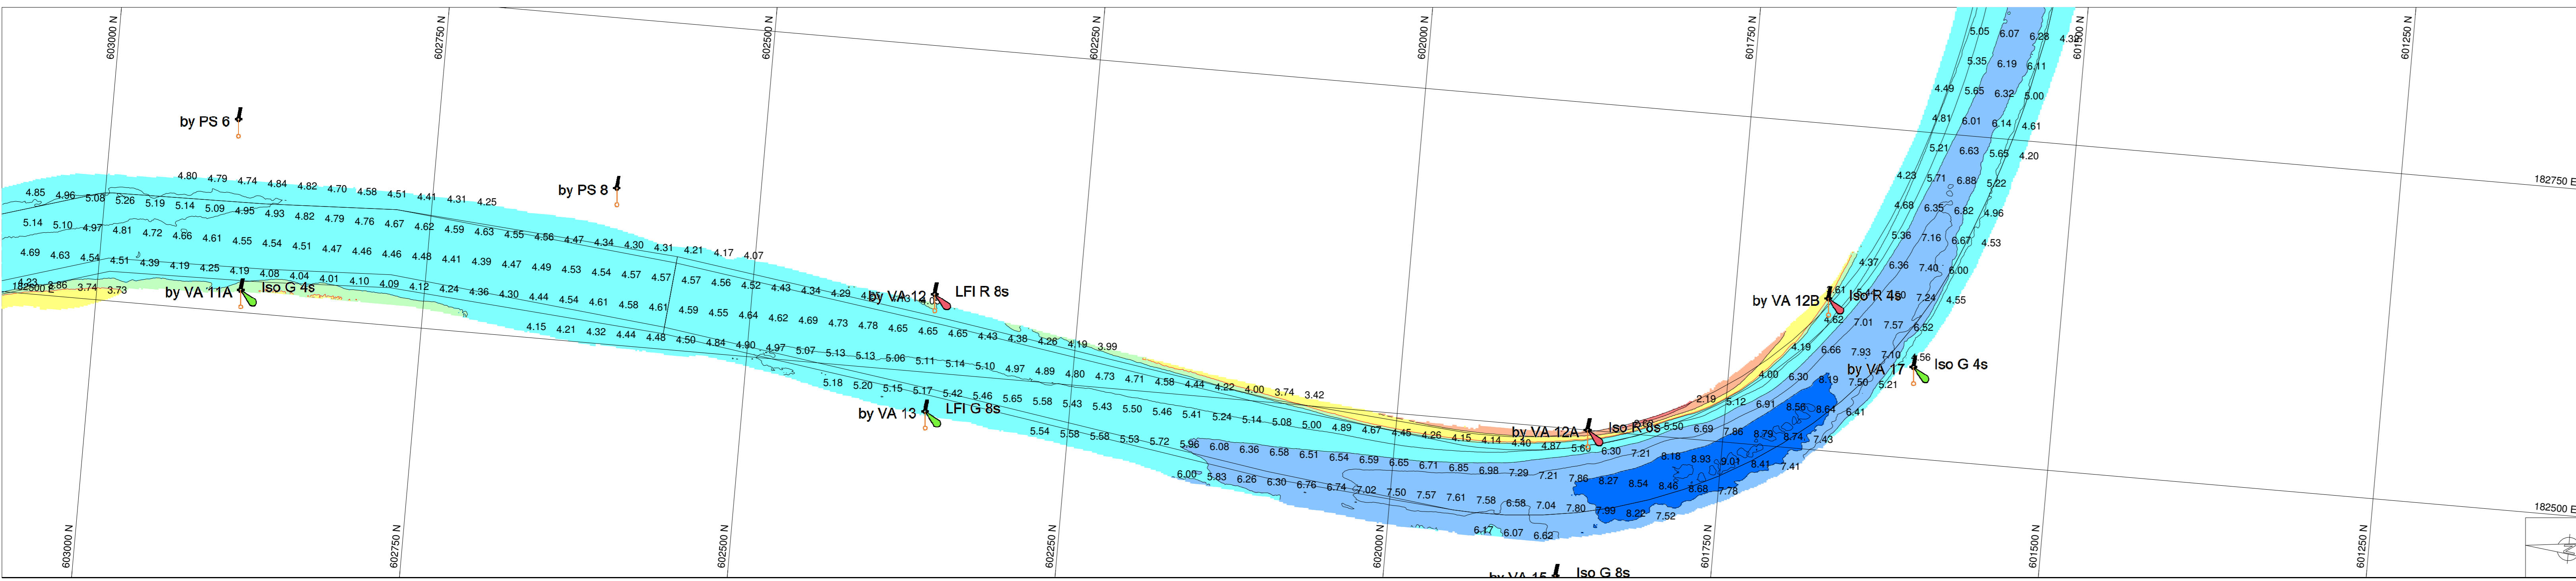 603000 N
602750 N
602500 N
602250 N
602000 N
601750 N
601500 N
601250 N
5.05 6.07 6.28 4.32
5.35 6.19 6.11
4.49 5.65 6.32 5.00
by PS 6
4.81 6.01 6.14 4.61
5.21 6.63 5.65 4.20
4.80 4.79 4.74 4.84 4.82 4.70 4.58 4.51 4.41 4.31 4.25
by PS 8
4.23 5.71 6.88 5.22
182750 E
4.85 4.96 5.08 5.26 5.19 5.14 5.09 4.95 4.93 4.82 4.79 4.76 4.67 4.62 4.59 4.63 4.55 4.56 4.47 4.34 4.30 4.31 4.21 4.17 4.07
4.68 6.35 6.82 4.96
5.14 5.10 4.97 4.81 4.72 4.66 4.61 4.55 4.54 4.51 4.47 4.46 4.46 4.48 4.41 4.39 4.47 4.49 4.53 4.54 4.57 4.57 4.57 4.56 4.52 4.43 4.34 4.29
5.36 7.16 6.67 4.53
4.69 4.63 4.54 4.51 4.39 4.19 4.25 4.19 4.08 4.04 4.01 4.10 4.09 4.12 4.24 4.36 4.30 4.44 4.54 4.61 4.58 4.61 4.59 4.55 4.64 4.62 4.69 4.73 4.78 4.65 4.65 4.65 4.43 4.38 4.26 4.19 3.99
4.37 6.36 7.40 6.00
182500 E
3.86 3.74 3.73
by VA 11A
Iso G 4s
by VA 12
LFl R 8s
by VA 12B
Iso R 4s
7.24 4.55
4.15 4.21 4.32 4.44 4.48 4.50 4.84 4.90 4.97 5.07 5.13 5.13 5.06 5.11 5.14 5.10 4.97 4.89 4.80 4.73 4.71 4.58 4.44 4.22 4.00 3.74 3.42
4.62 7.01 7.57 6.52
4.19 6.66 7.93 7.10
by VA 17
Iso G 4s
4.00 6.30 8.19 7.50 5.21
5.18 5.20 5.15 5.17 5.42 5.46 5.65 5.58 5.43 5.43 5.50 5.46 5.41 5.24 5.14 5.08 5.00 4.89 4.67 4.45 4.26 4.15 4.14 4.40 4.87
by VA 13
LFl G 8s
2.19 5.12 6.91 8.56 8.64 6.41
by VA 12A
Iso R 8s
5.50 6.69 7.86 8.79 8.74 7.43
5.54 5.58 5.58 5.53 5.72 5.96 6.08 6.36 6.58 6.51 6.54 6.59 6.65 6.71 6.85 6.98 7.29 7.21 7.86 8.27 8.54 8.46 8.68 7.78
6.30 7.21 8.18 8.93 9.01 8.41 7.41
6.00 5.83 6.26 6.30 6.76 6.74 7.02 7.50 7.57 7.61 7.58 6.58 7.04 7.80 7.99 8.22 7.52
6.17 6.07 6.62
182500 E
603000 N
602750 N
602500 N
602250 N
602000 N
601750 N
601500 N
601250 N
by VA 15
Iso G 8s